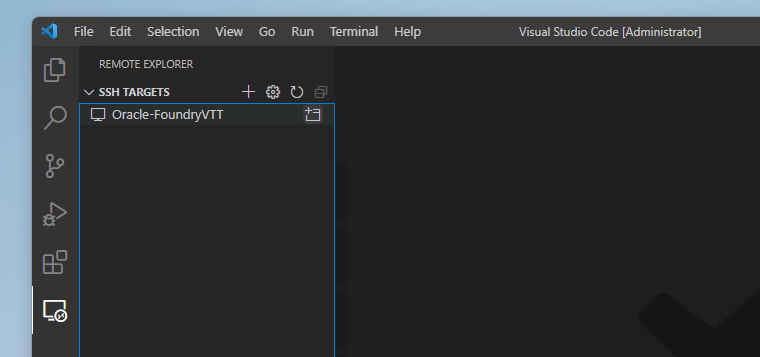 File Edit Selection View Go Run Terminal Help Visual Studio Code [Administrator]
REMOTE EXPLORER
SSH TARGETS
Oracle-FoundryVTT